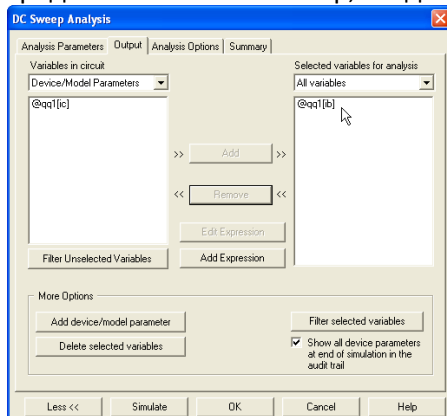 DC Sweep Analysis
Analysis Parameters Output Analysis Options Summary
Variables in circuit
Selected variables for analysis
Device/Model Parameters
All variables
@qq1[ic]
@qq1[ib]
>> Add >>
<< Remove <<
Edit Expression
Filter Unselected Variables
Add Expression
More Options
Add device/model parameter
Filter selected variables
Delete selected variables
Show all device parameters
at end of simulation in the
audit trail
Less << Simulate OK Cancel Help